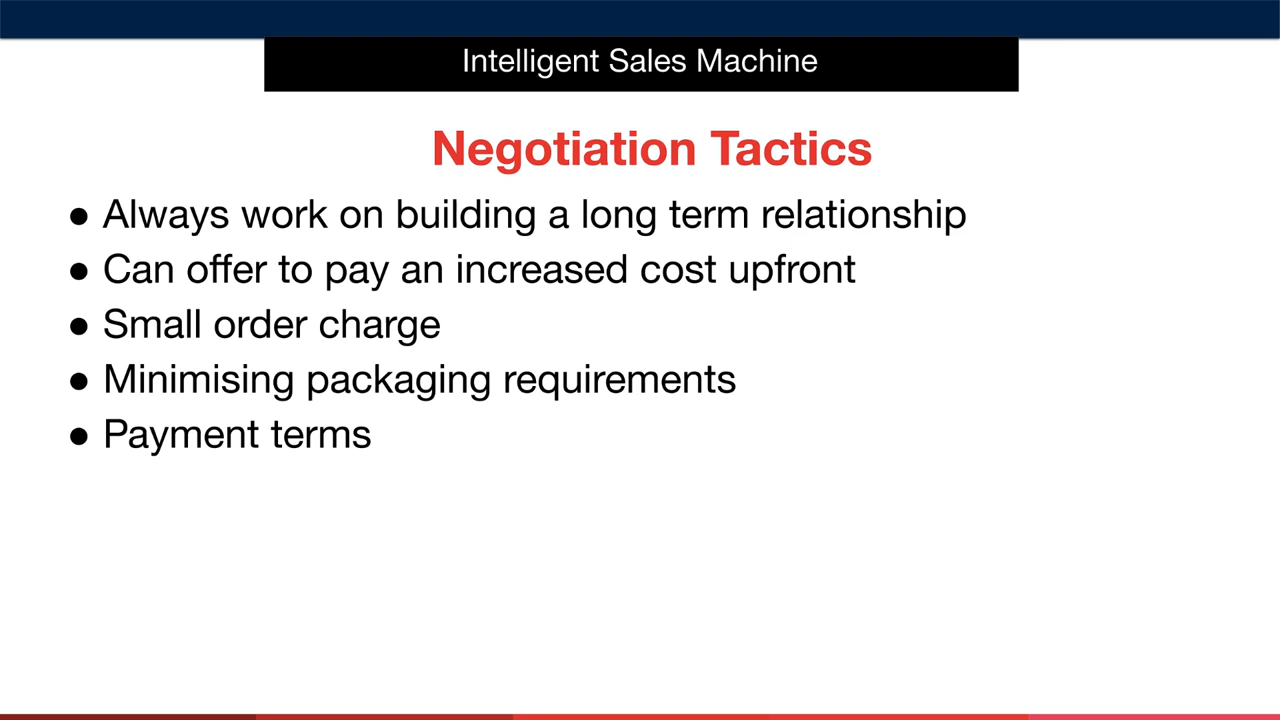 Intelligent Sales Machine
Negotiation Tactics
● Always work on building a long term relationship
● Can offer to pay an increased cost upfront
● Small order charge
● Minimising packaging requirements
● Payment terms